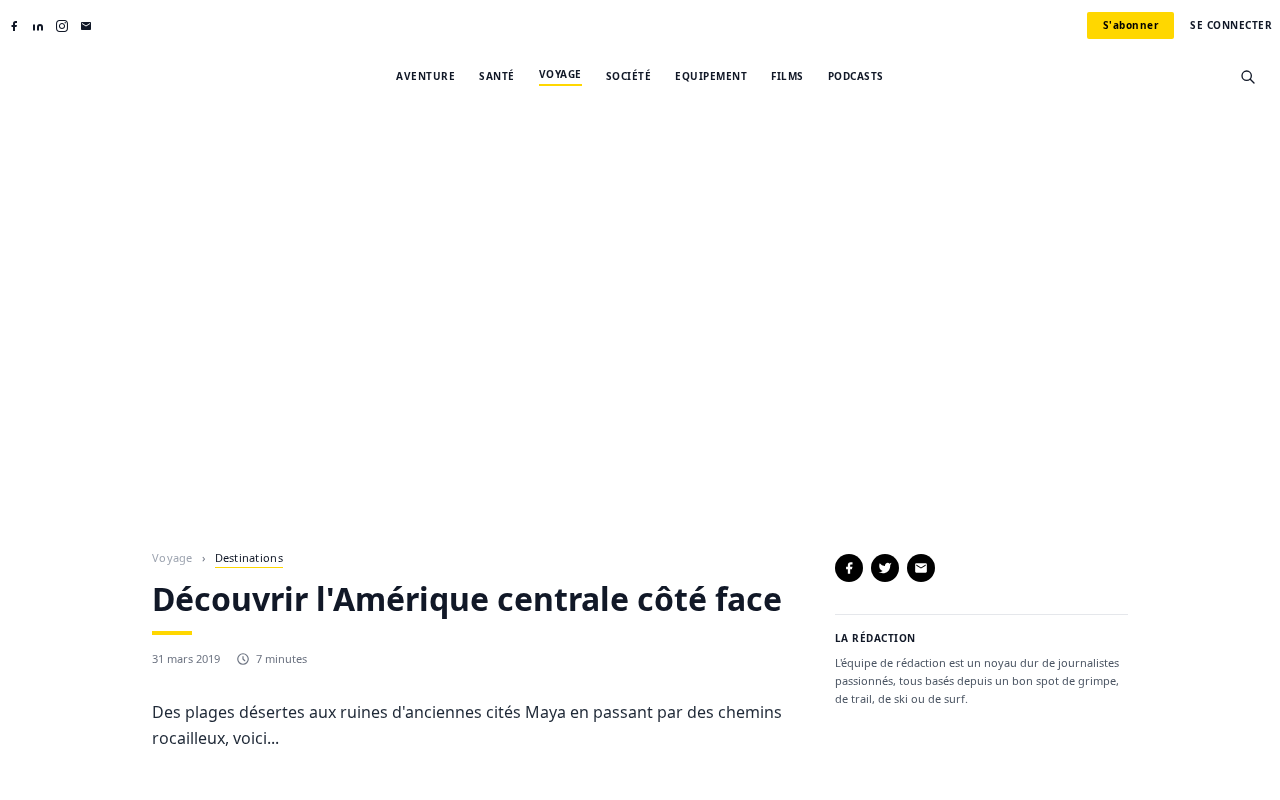 S'abonner
SE CONNECTER
AVENTURE SANTÉ VOYAGE SOCIÉTÉ EQUIPEMENT FILMS PODCASTS
Voyage › Destinations
Découvrir l'Amérique centrale côté face
31 mars 2019 7 minutes
Des plages désertes aux ruines d'anciennes cités Maya en passant par des chemins
rocailleux, voici...
LA RÉDACTION
L'équipe de rédaction est un noyau dur de journalistes
passionnés, tous basés depuis un bon spot de grimpe,
de trail, de ski ou de surf.